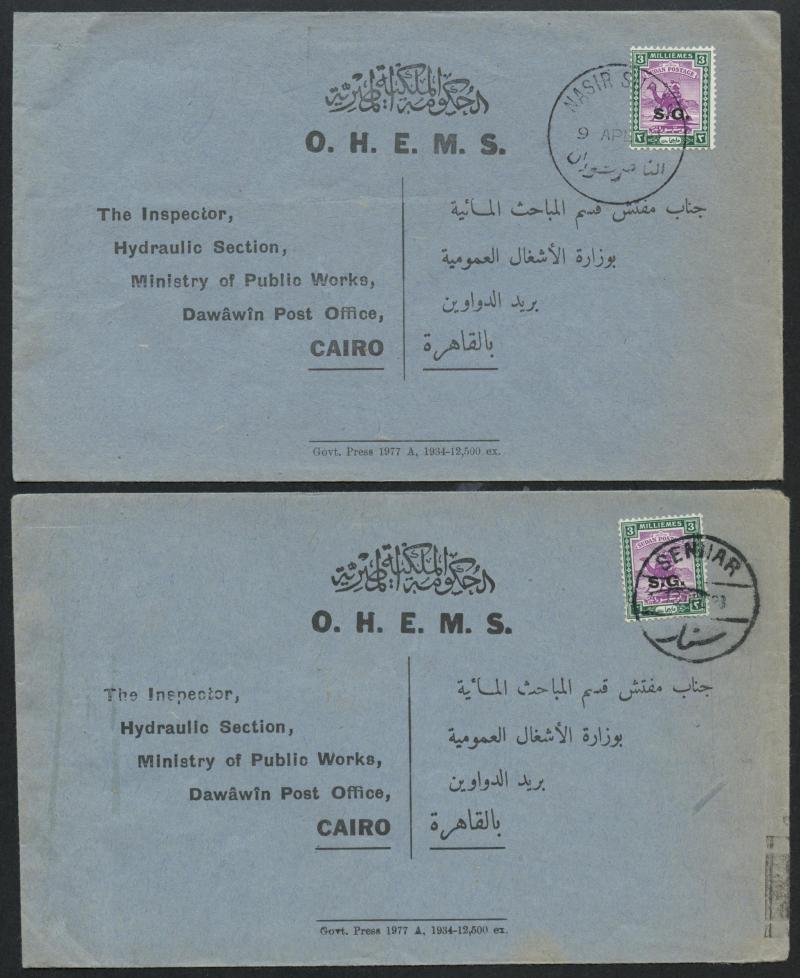 الحكومة الملكية المصرية
O. H. E. M. S.
MILLIEMES
3 3
SUDAN POSTAGE
S.G.
NASIR
9 APR
The Inspector,
Hydraulic Section,
Ministry of Public Works,
Dawâwîn Post Office,
CAIRO
جناب مفتش قسم المباحث المائية
بوزارة الأشغال العمومية
بريد الدواوين
بالقاهرة
Govt. Press 1977 A, 1934-12,500 ex.
الحكومة الملكية المصرية
O. H. E. M. S.
3 MILLIEMES 3
SUDAN POSTAGE
S.G.
SENNAR
سنار
The Inspector,
Hydraulic Section,
Ministry of Public Works,
Dawâwîn Post Office,
CAIRO
جناب مفتش قسم المباحث المائية
بوزارة الأشغال العمومية
بريد الدواوين
بالقاهرة
Govt. Press 1977 A, 1934-12,500 ex.